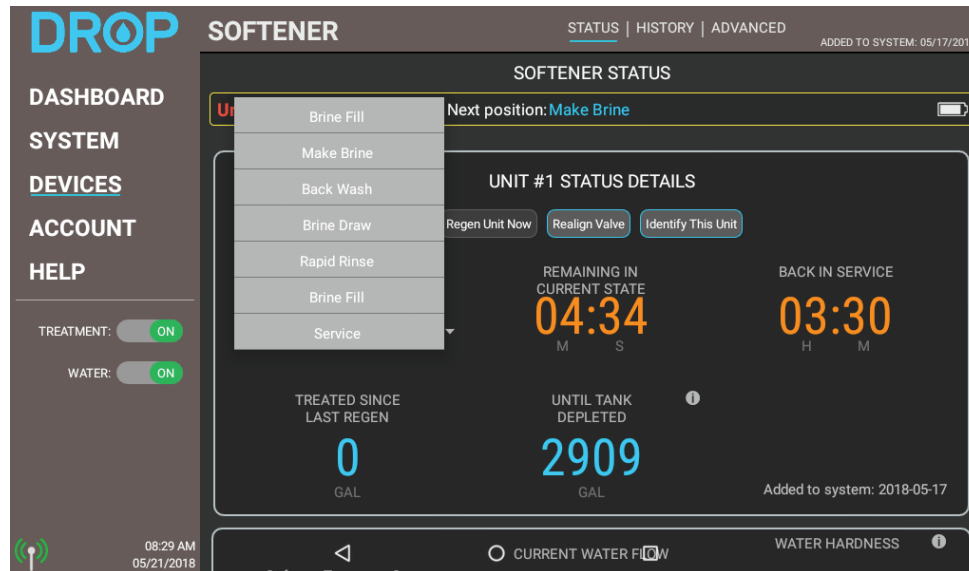 DROP
SOFTENER
STATUS | HISTORY | ADVANCED
ADDED TO SYSTEM: 05/17/201
DASHBOARD
SYSTEM
DEVICES
ACCOUNT
HELP
TREATMENT: ON
WATER: ON
08:29 AM
05/21/2018
SOFTENER STATUS
Next position: Make Brine
Brine Fill
Make Brine
Back Wash
Brine Draw
Rapid Rinse
Brine Fill
Service
UNIT #1 STATUS DETAILS
Regen Unit Now
Realign Valve
Identify This Unit
REMAINING IN
CURRENT STATE
04:34
M S
BACK IN SERVICE
03:30
H M
TREATED SINCE
LAST REGEN
0
GAL
UNTIL TANK
DEPLETED
2909
GAL
Added to system: 2018-05-17
CURRENT WATER FLOW
WATER HARDNESS